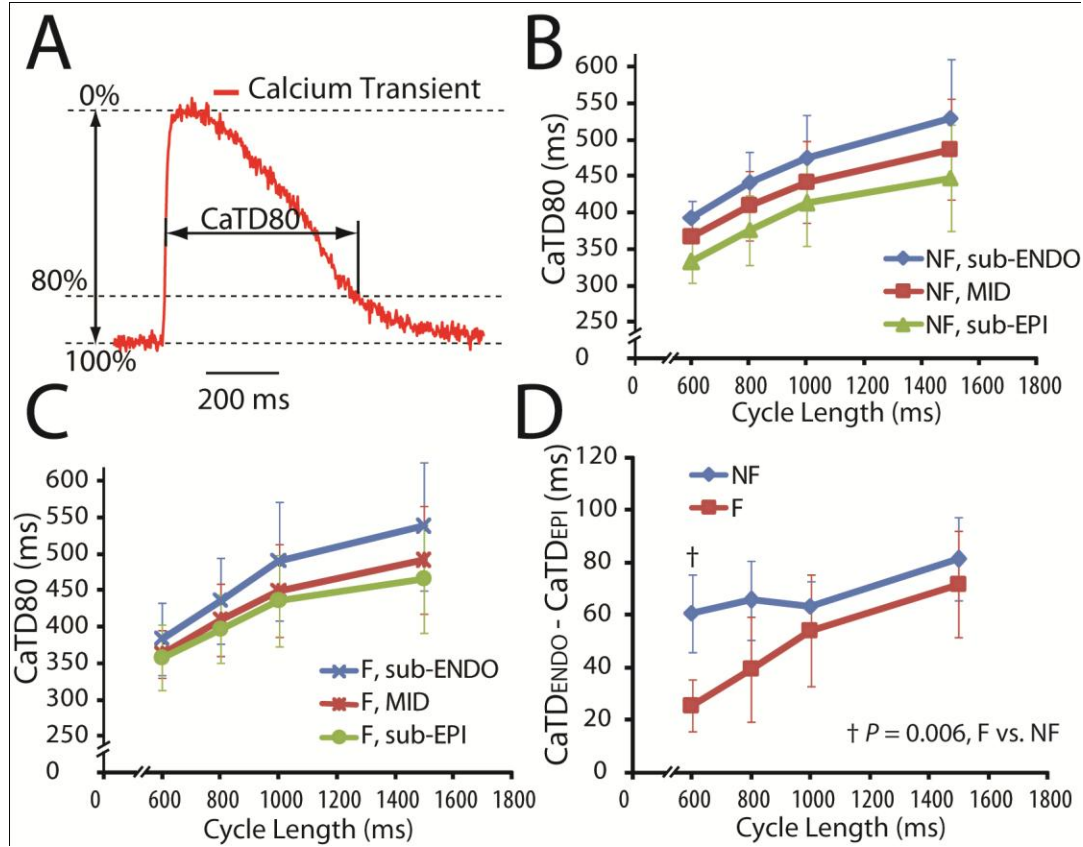 A
Calcium Transient
0%
CaTD80
80%
100%
200 ms
B
CaTD80 (ms)
600
550
500
450
400
350
300
250
0
NF, sub-ENDO
NF, MID
NF, sub-EPI
0 600 800 1000 1200 1400 1600 1800
Cycle Length (ms)
C
CaTD80 (ms)
600
550
500
450
400
350
300
250
0
F, sub-ENDO
F, MID
F, sub-EPI
0 600 800 1000 1200 1400 1600 1800
Cycle Length (ms)
D
CaTDENDO - CaTDEPI (ms)
120
100
80
60
40
20
0
NF
F
†
† P = 0.006, F vs. NF
0 600 800 1000 1200 1400 1600 1800
Cycle Length (ms)